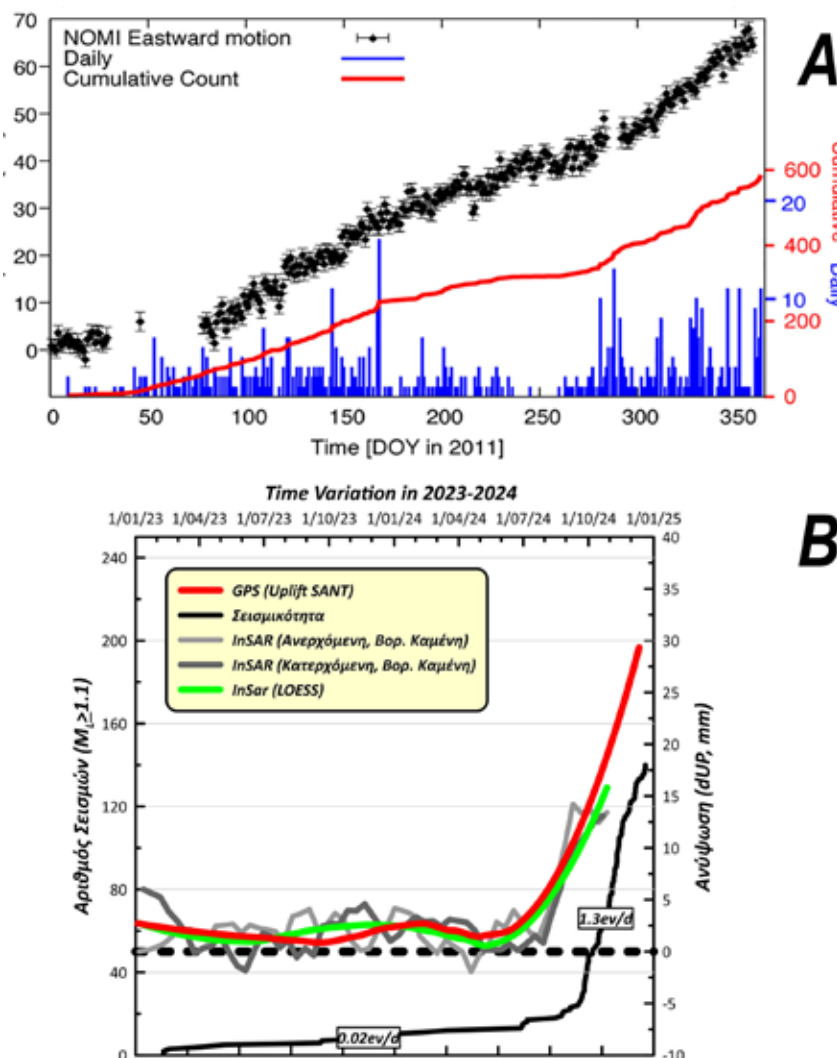 70
NOMI Eastward motion
Daily
Cumulative Count
A
60
50
40
30
20
10
0
600
400
200
0
20
10
Cumulative
Daily
0 50 100 150 200 250 300 350
Time [DOY in 2011]
Time Variation in 2023-2024
1/01/23 1/04/23 1/07/23 1/10/23 1/01/24 1/04/24 1/07/24 1/10/24 1/01/25
B
240
200
160
120
80
40
0
Αριθμός Σεισμών (M_L≥1.1)
GPS (Uplift SANT)
Σεισμικότητα
InSAR (Ανερχόμενη, Βορ. Καμένη)
InSAR (Κατερχόμενη, Βορ. Καμένη)
InSar (LOESS)
1.3ev/d
0.02ev/d
40
35
30
25
20
15
10
5
0
-5
-10
Ανύψωση (dUP, mm)